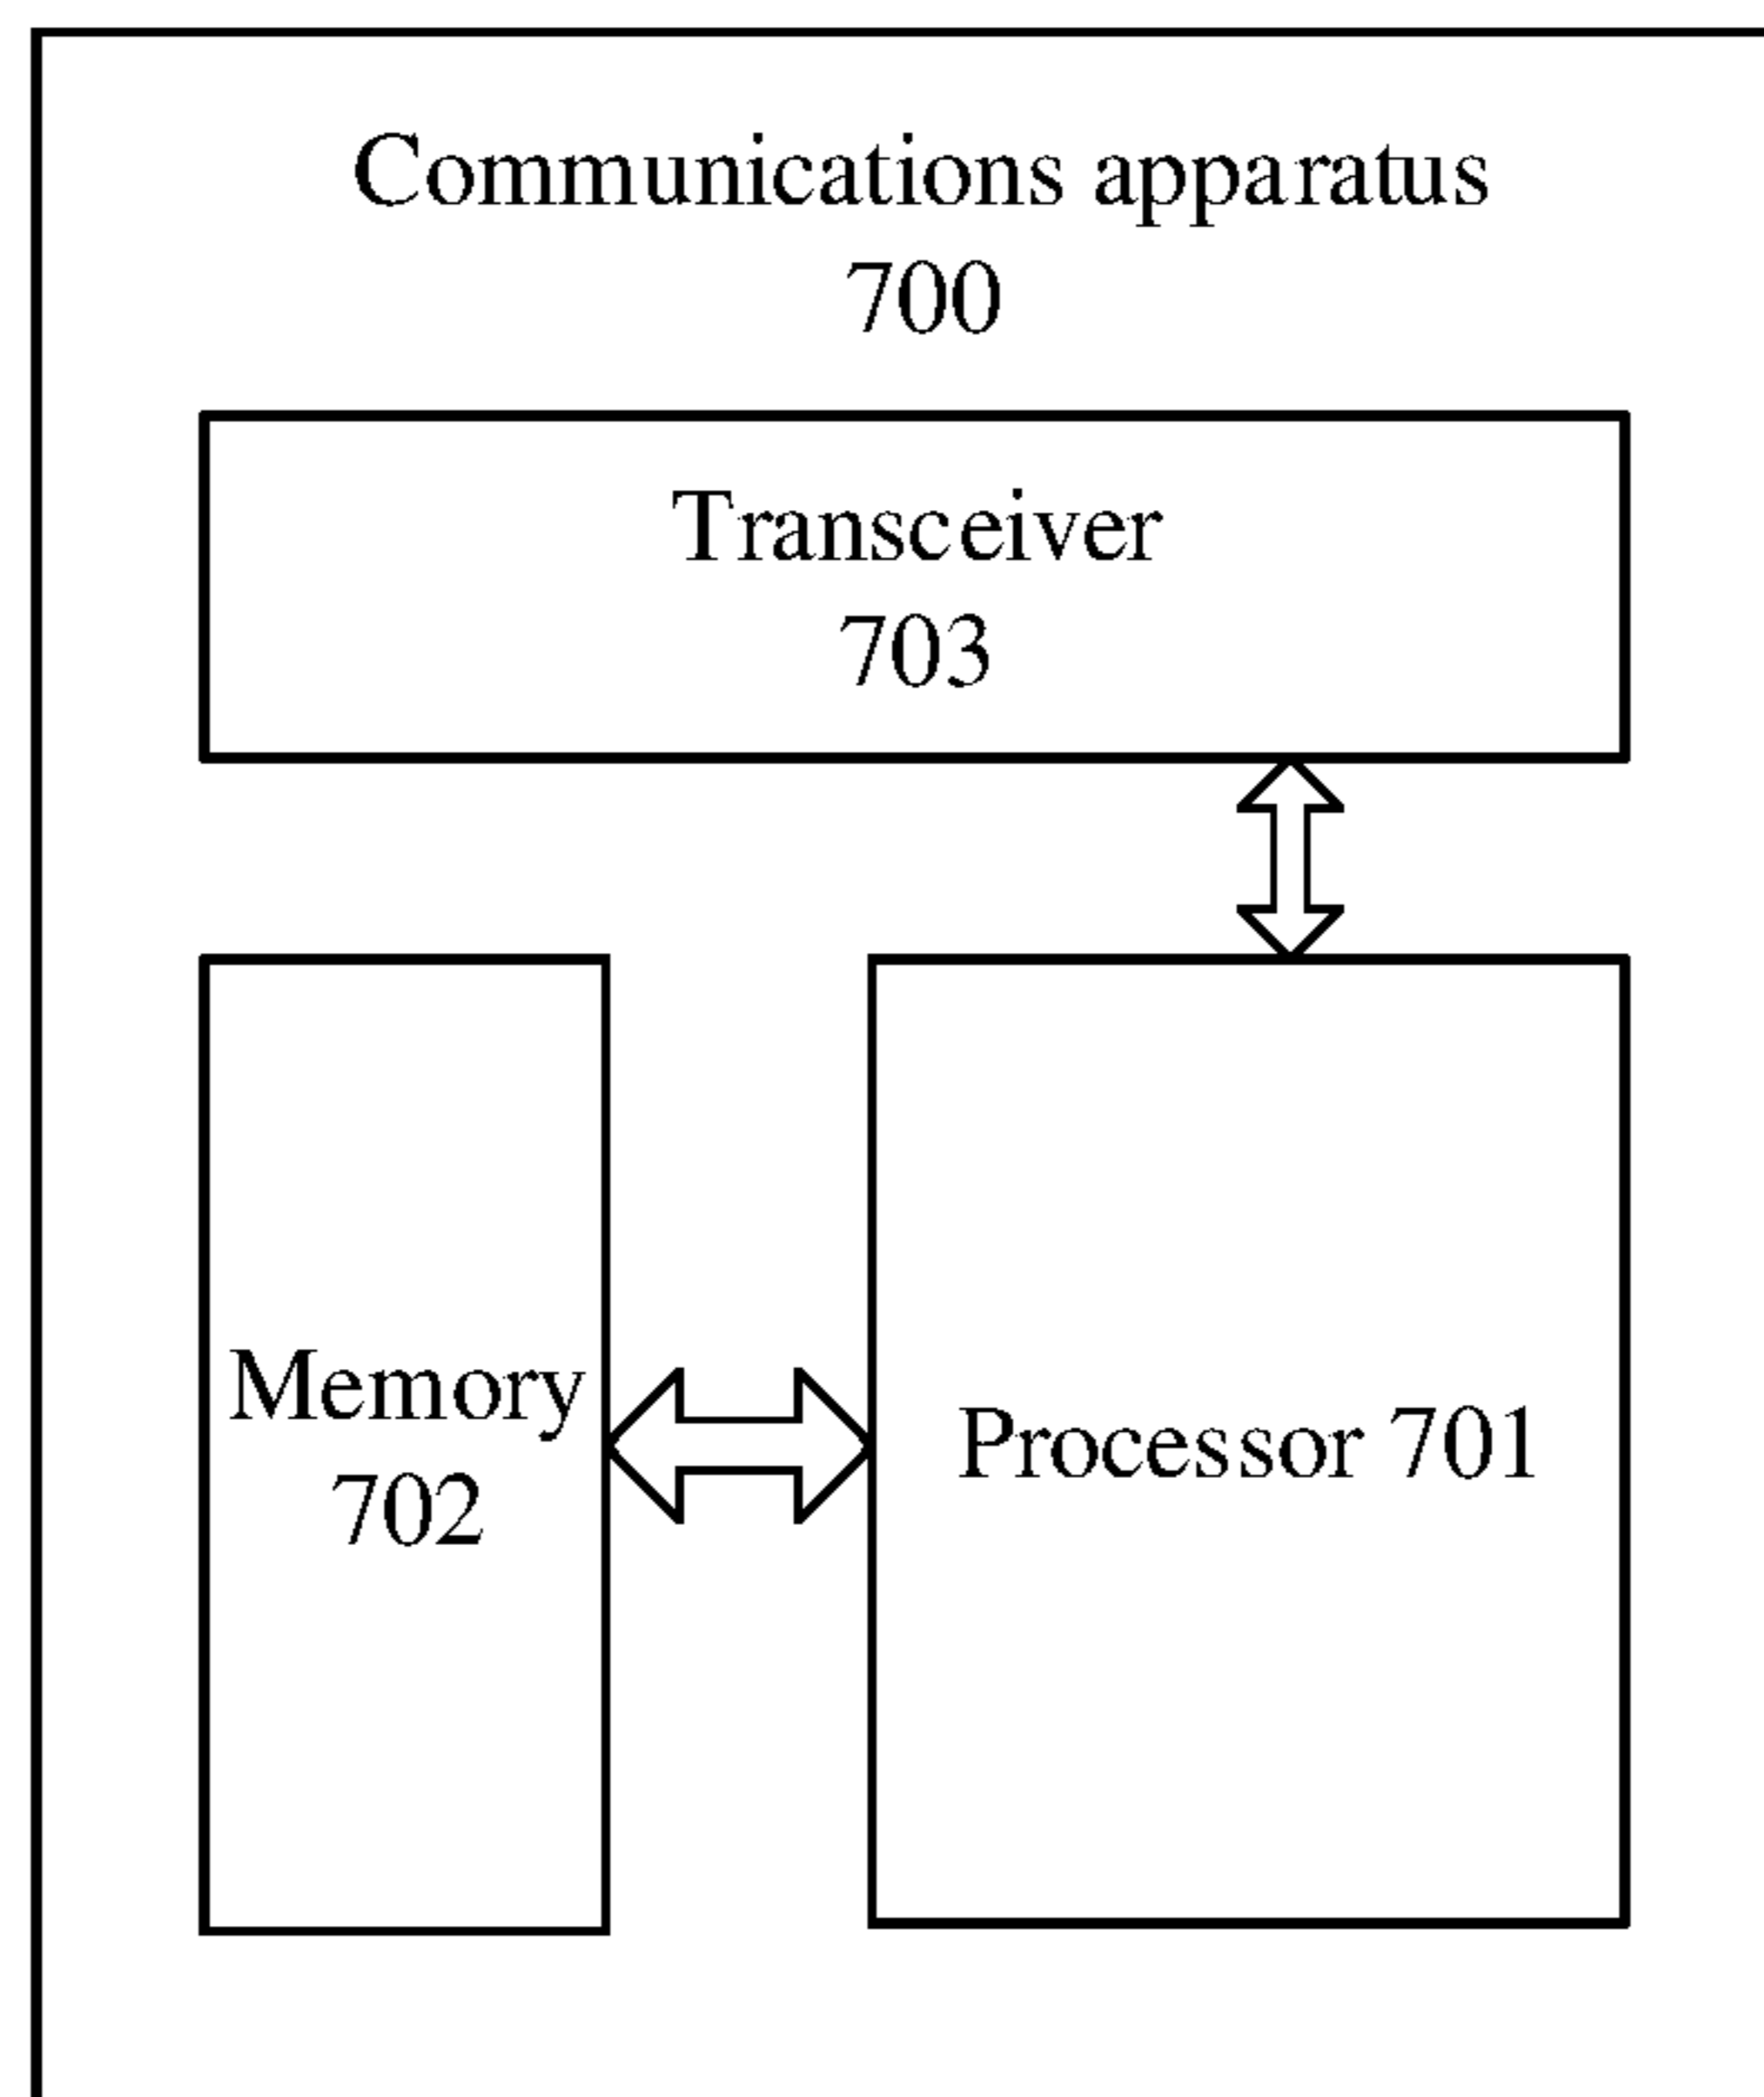 Communications apparatus
700
Transceiver
703
Memory
702
Processor 701